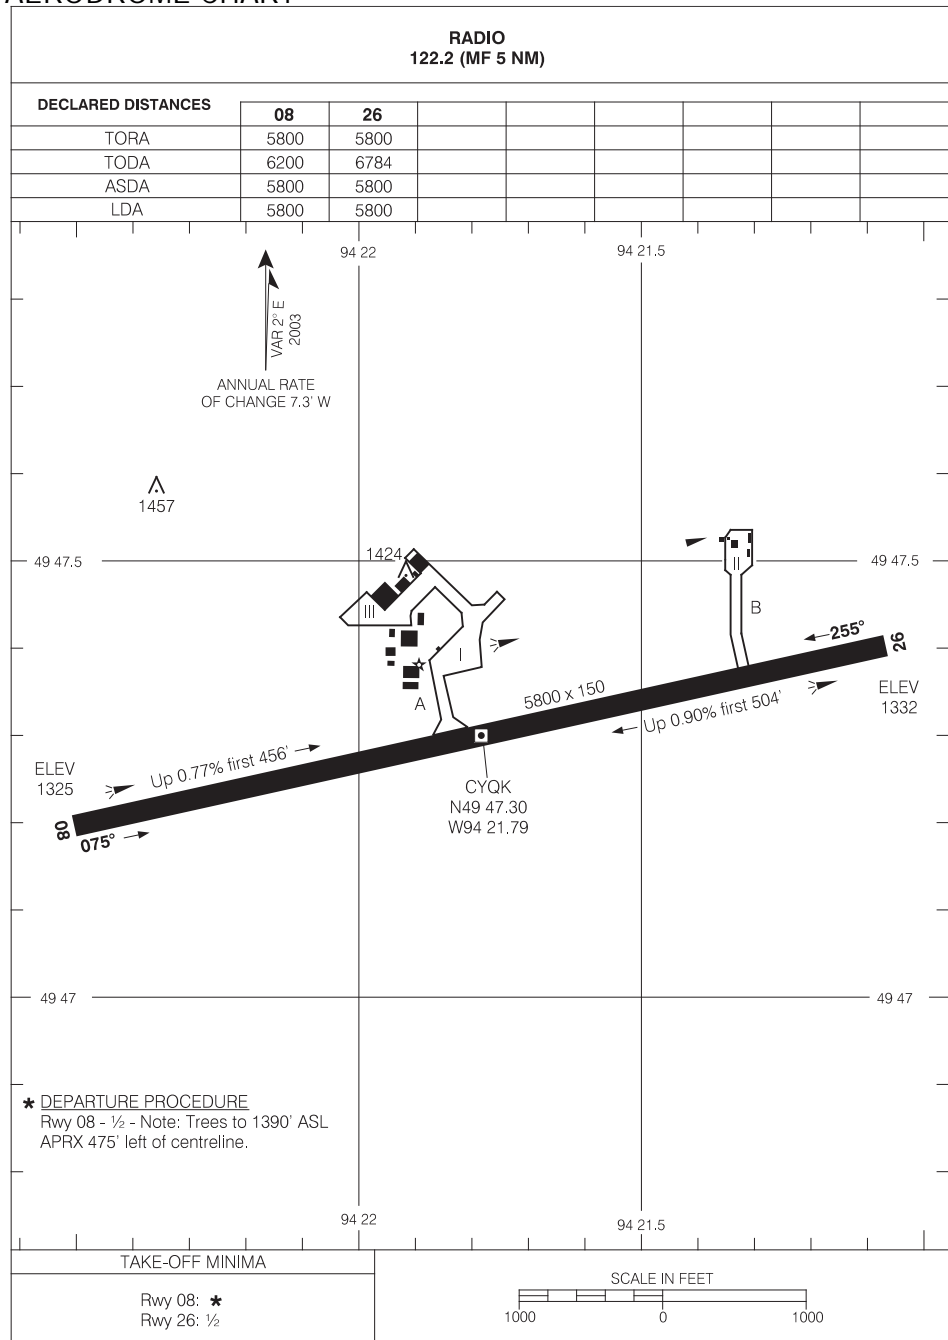 AERODROME CHART
RADIO
122.2 (MF 5 NM)
DECLARED DISTANCES 08 26
TORA 5800 5800
TODA 6200 6784
ASDA 5800 5800
LDA 5800 5800
94 22 94 21.5
VAR 2° E
2003
ANNUAL RATE
OF CHANGE 7.3' W
1457
1424
49 47.5 49 47.5
II
III
B
I
255°
26
A
5800 x 150
ELEV
1332
Up 0.90% first 504'
Up 0.77% first 456'
ELEV
1325
CYQK
N49 47.30
W94 21.79
08
075°
49 47 49 47
* DEPARTURE PROCEDURE
Rwy 08 - ½ - Note: Trees to 1390' ASL
APRX 475' left of centreline.
94 22 94 21.5
TAKE-OFF MINIMA
Rwy 08: *
Rwy 26: ½
SCALE IN FEET
1000 0 1000